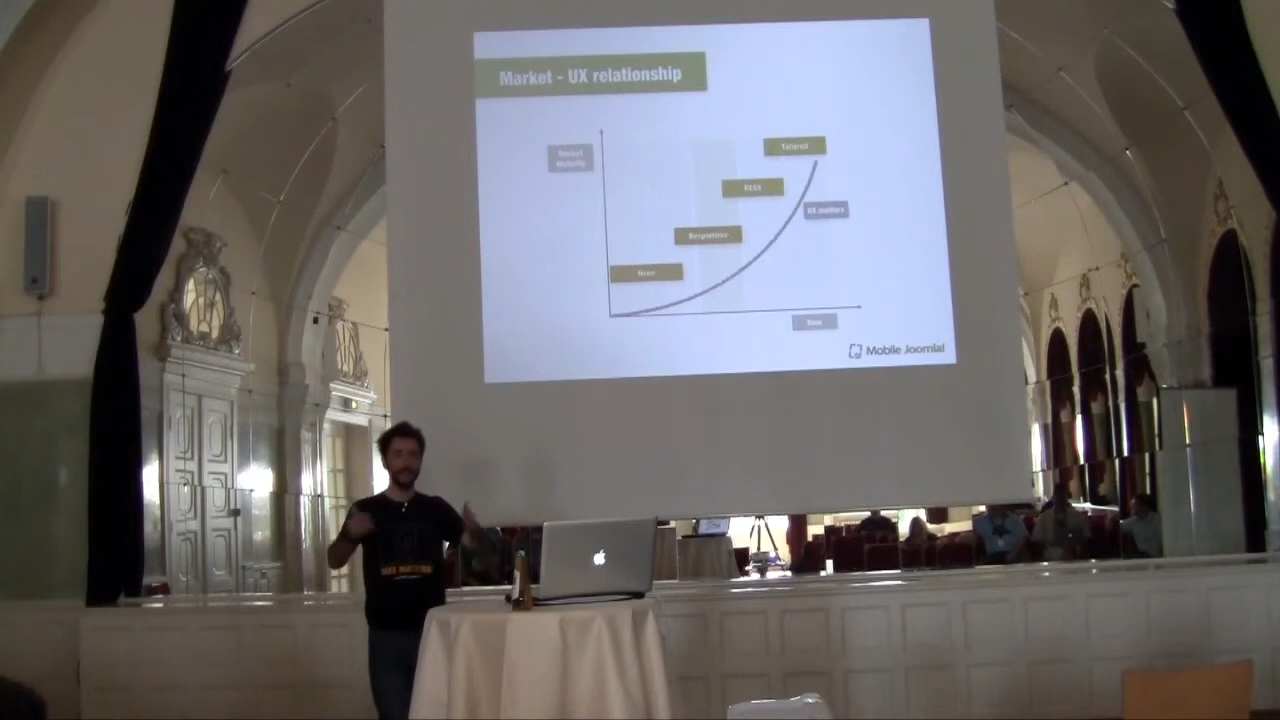 Market - UX relationship
Market
Maturity
Tailored
RESS
UX matters
Responsive
None
time
Mobile Joomla!